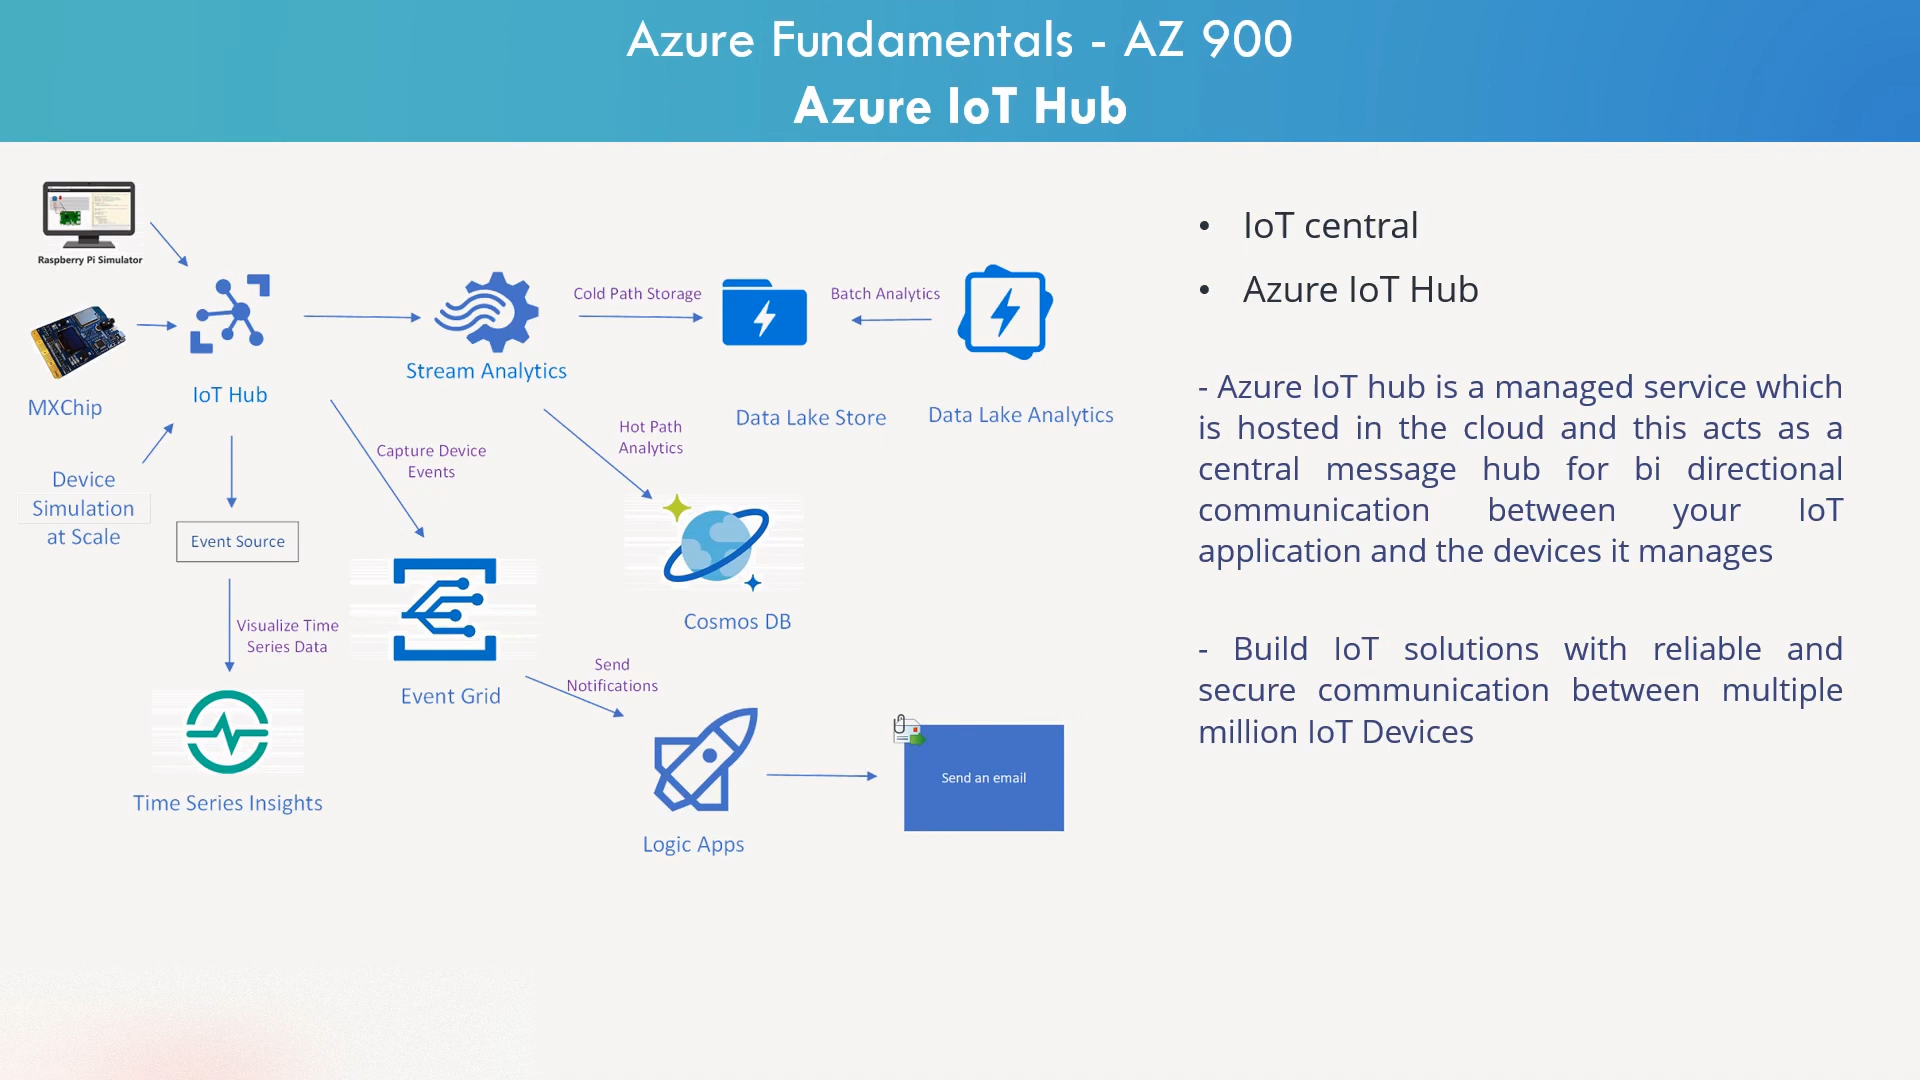 Azure Fundamentals - AZ 900
Azure IoT Hub
Raspberry Pi Simulator
MXChip
Device
Simulation
at Scale
IoT Hub
Event Source
Visualize Time
Series Data
Time Series Insights
Stream Analytics
Capture Device
Events
Event Grid
Cold Path Storage
Batch Analytics
Data Lake Store
Data Lake Analytics
Hot Path
Analytics
Cosmos DB
Send
Notifications
Logic Apps
Send an email
• IoT central
• Azure IoT Hub
- Azure IoT hub is a managed service which
is hosted in the cloud and this acts as a
central message hub for bi directional
communication between your IoT
application and the devices it manages
- Build IoT solutions with reliable and
secure communication between multiple
million IoT Devices